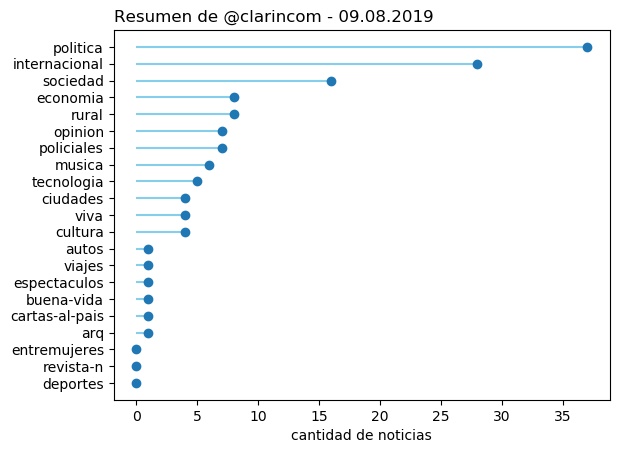 Resumen de @clarincom - 09.08.2019
politica
internacional
sociedad
economia
rural
opinion
policiales
musica
tecnologia
ciudades
viva
cultura
autos
viajes
espectaculos
buena-vida
cartas-al-pais
arq
entremujeres
revista-n
deportes
0 5 10 15 20 25 30 35
cantidad de noticias